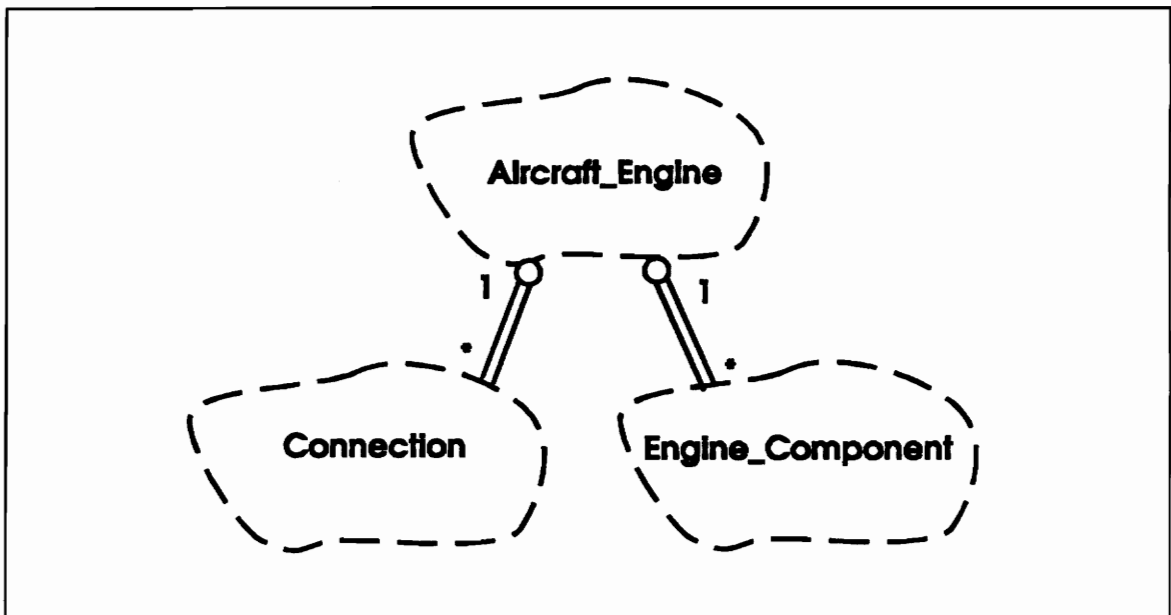 Aircraft_Engine
1 1
* *
Connection
Engine_Component